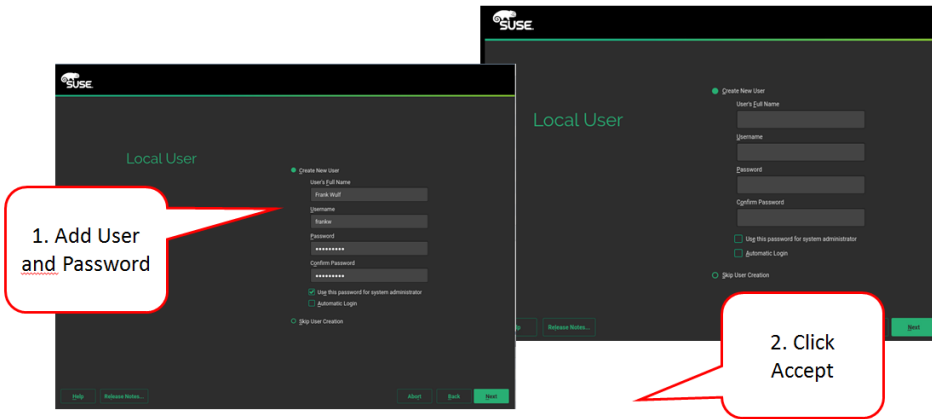 SUSE.
Local User
Create New User
User's Full Name
Frank Wulf
Username
frankw
Password
•••••••••
Confirm Password
•••••••••
Use this password for system administrator
Automatic Login
Skip User Creation
Help
Release Notes...
Abort
Back
Next
1. Add User
and Password
SUSE.
Local User
Create New User
User's Full Name
Username
Password
Confirm Password
Use this password for system administrator
Automatic Login
Skip User Creation
Release Notes...
Next
2. Click
Accept